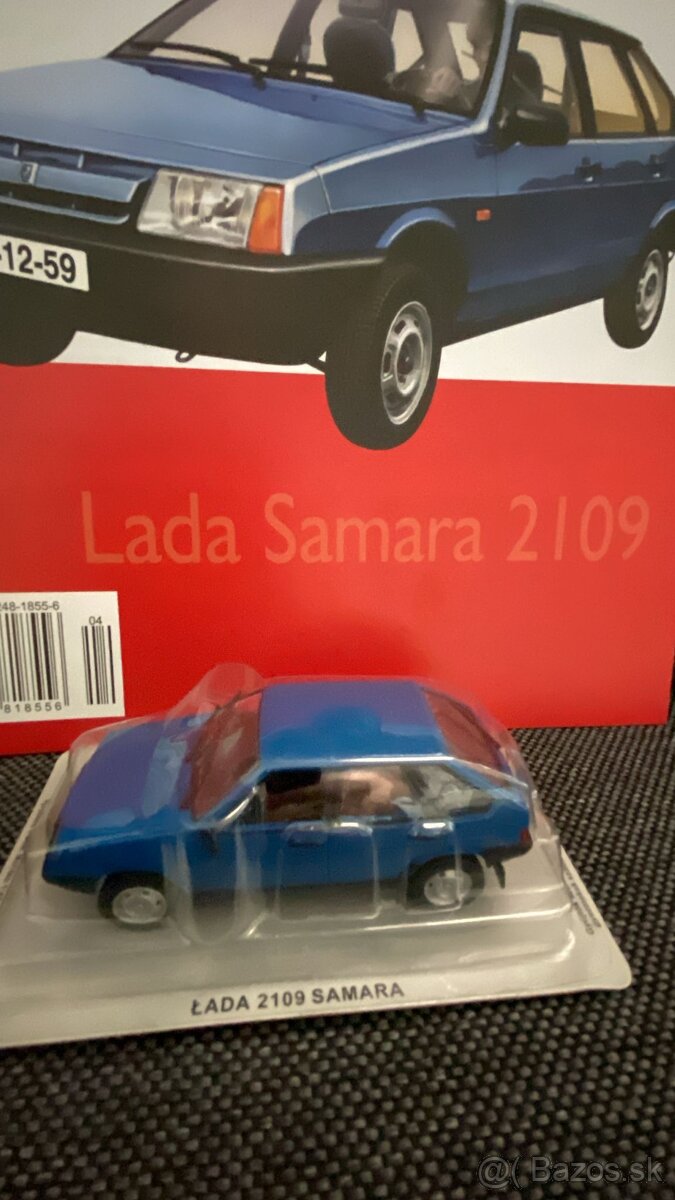 -12-59
Lada Samara 2109
248-1855-6
04
818556
ŁADA 2109 SAMARA
@( Bazos.sk